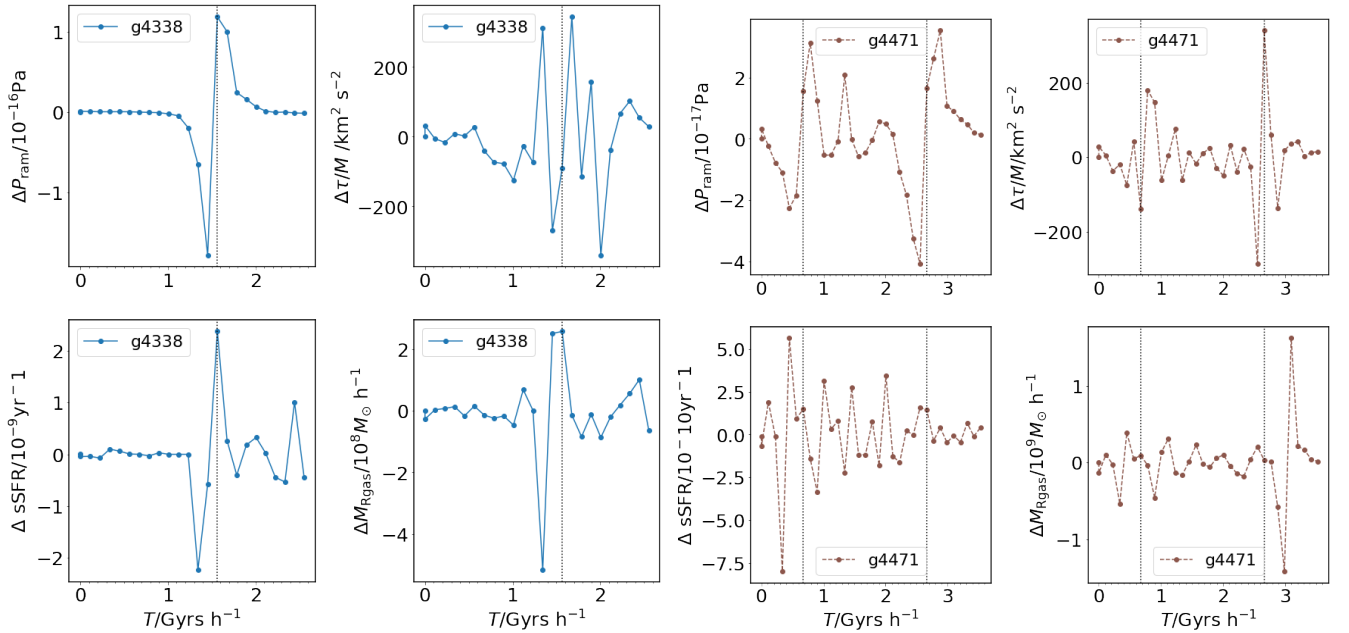 g4338
1
0
−1
ΔP_ram/10^−16Pa
0 1 2
g4338
200
0
−200
Δτ/M /km² s^−2
0 1 2
g4471
2
0
−2
−4
ΔP_ram/10^−17Pa
0 1 2 3
g4471
200
0
−200
Δτ/M/km² s^−2
0 1 2 3
g4338
2
1
0
−1
−2
Δ sSFR/10^−9yr − 1
0 1 2
T/Gyrs h^−1
g4338
2
0
−2
−4
ΔM_Rgas/10^8M_⊙ h^−1
0 1 2
T/Gyrs h^−1
5.0
2.5
0.0
−2.5
−5.0
−7.5
Δ sSFR/10 − 10yr − 1
g4471
0 1 2 3
T/Gyrs h^−1
1
0
−1
ΔM_Rgas/10^9M_⊙ h^−1
g4471
0 1 2 3
T/Gyrs h^−1